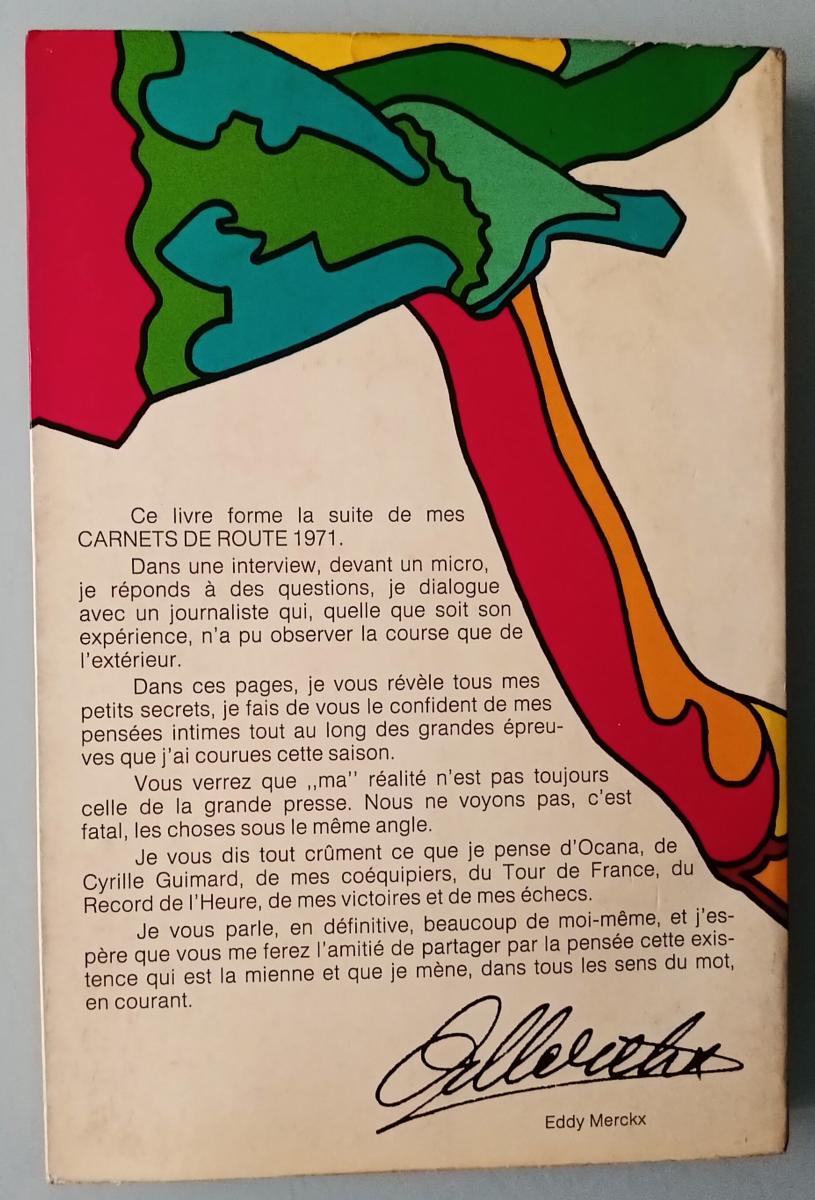 Ce livre forme la suite de mes
CARNETS DE ROUTE 1971.
Dans une interview, devant un micro,
je réponds à des questions, je dialogue
avec un journaliste qui, quelle que soit son
expérience, n'a pu observer la course que de
l'extérieur.
Dans ces pages, je vous révèle tous mes
petits secrets, je fais de vous le confident de mes
pensées intimes tout au long des grandes épreu-
ves que j'ai courues cette saison.
Vous verrez que ,,ma'' réalité n'est pas toujours
celle de la grande presse. Nous ne voyons pas, c'est
fatal, les choses sous le même angle.
Je vous dis tout crûment ce que je pense d'Ocana, de
Cyrille Guimard, de mes coéquipiers, du Tour de France, du
Record de l'Heure, de mes victoires et de mes échecs.
Je vous parle, en définitive, beaucoup de moi-même, et j'es-
père que vous me ferez l'amitié de partager par la pensée cette exis-
tence qui est la mienne et que je mène, dans tous les sens du mot,
en courant.
Eddy Merckx